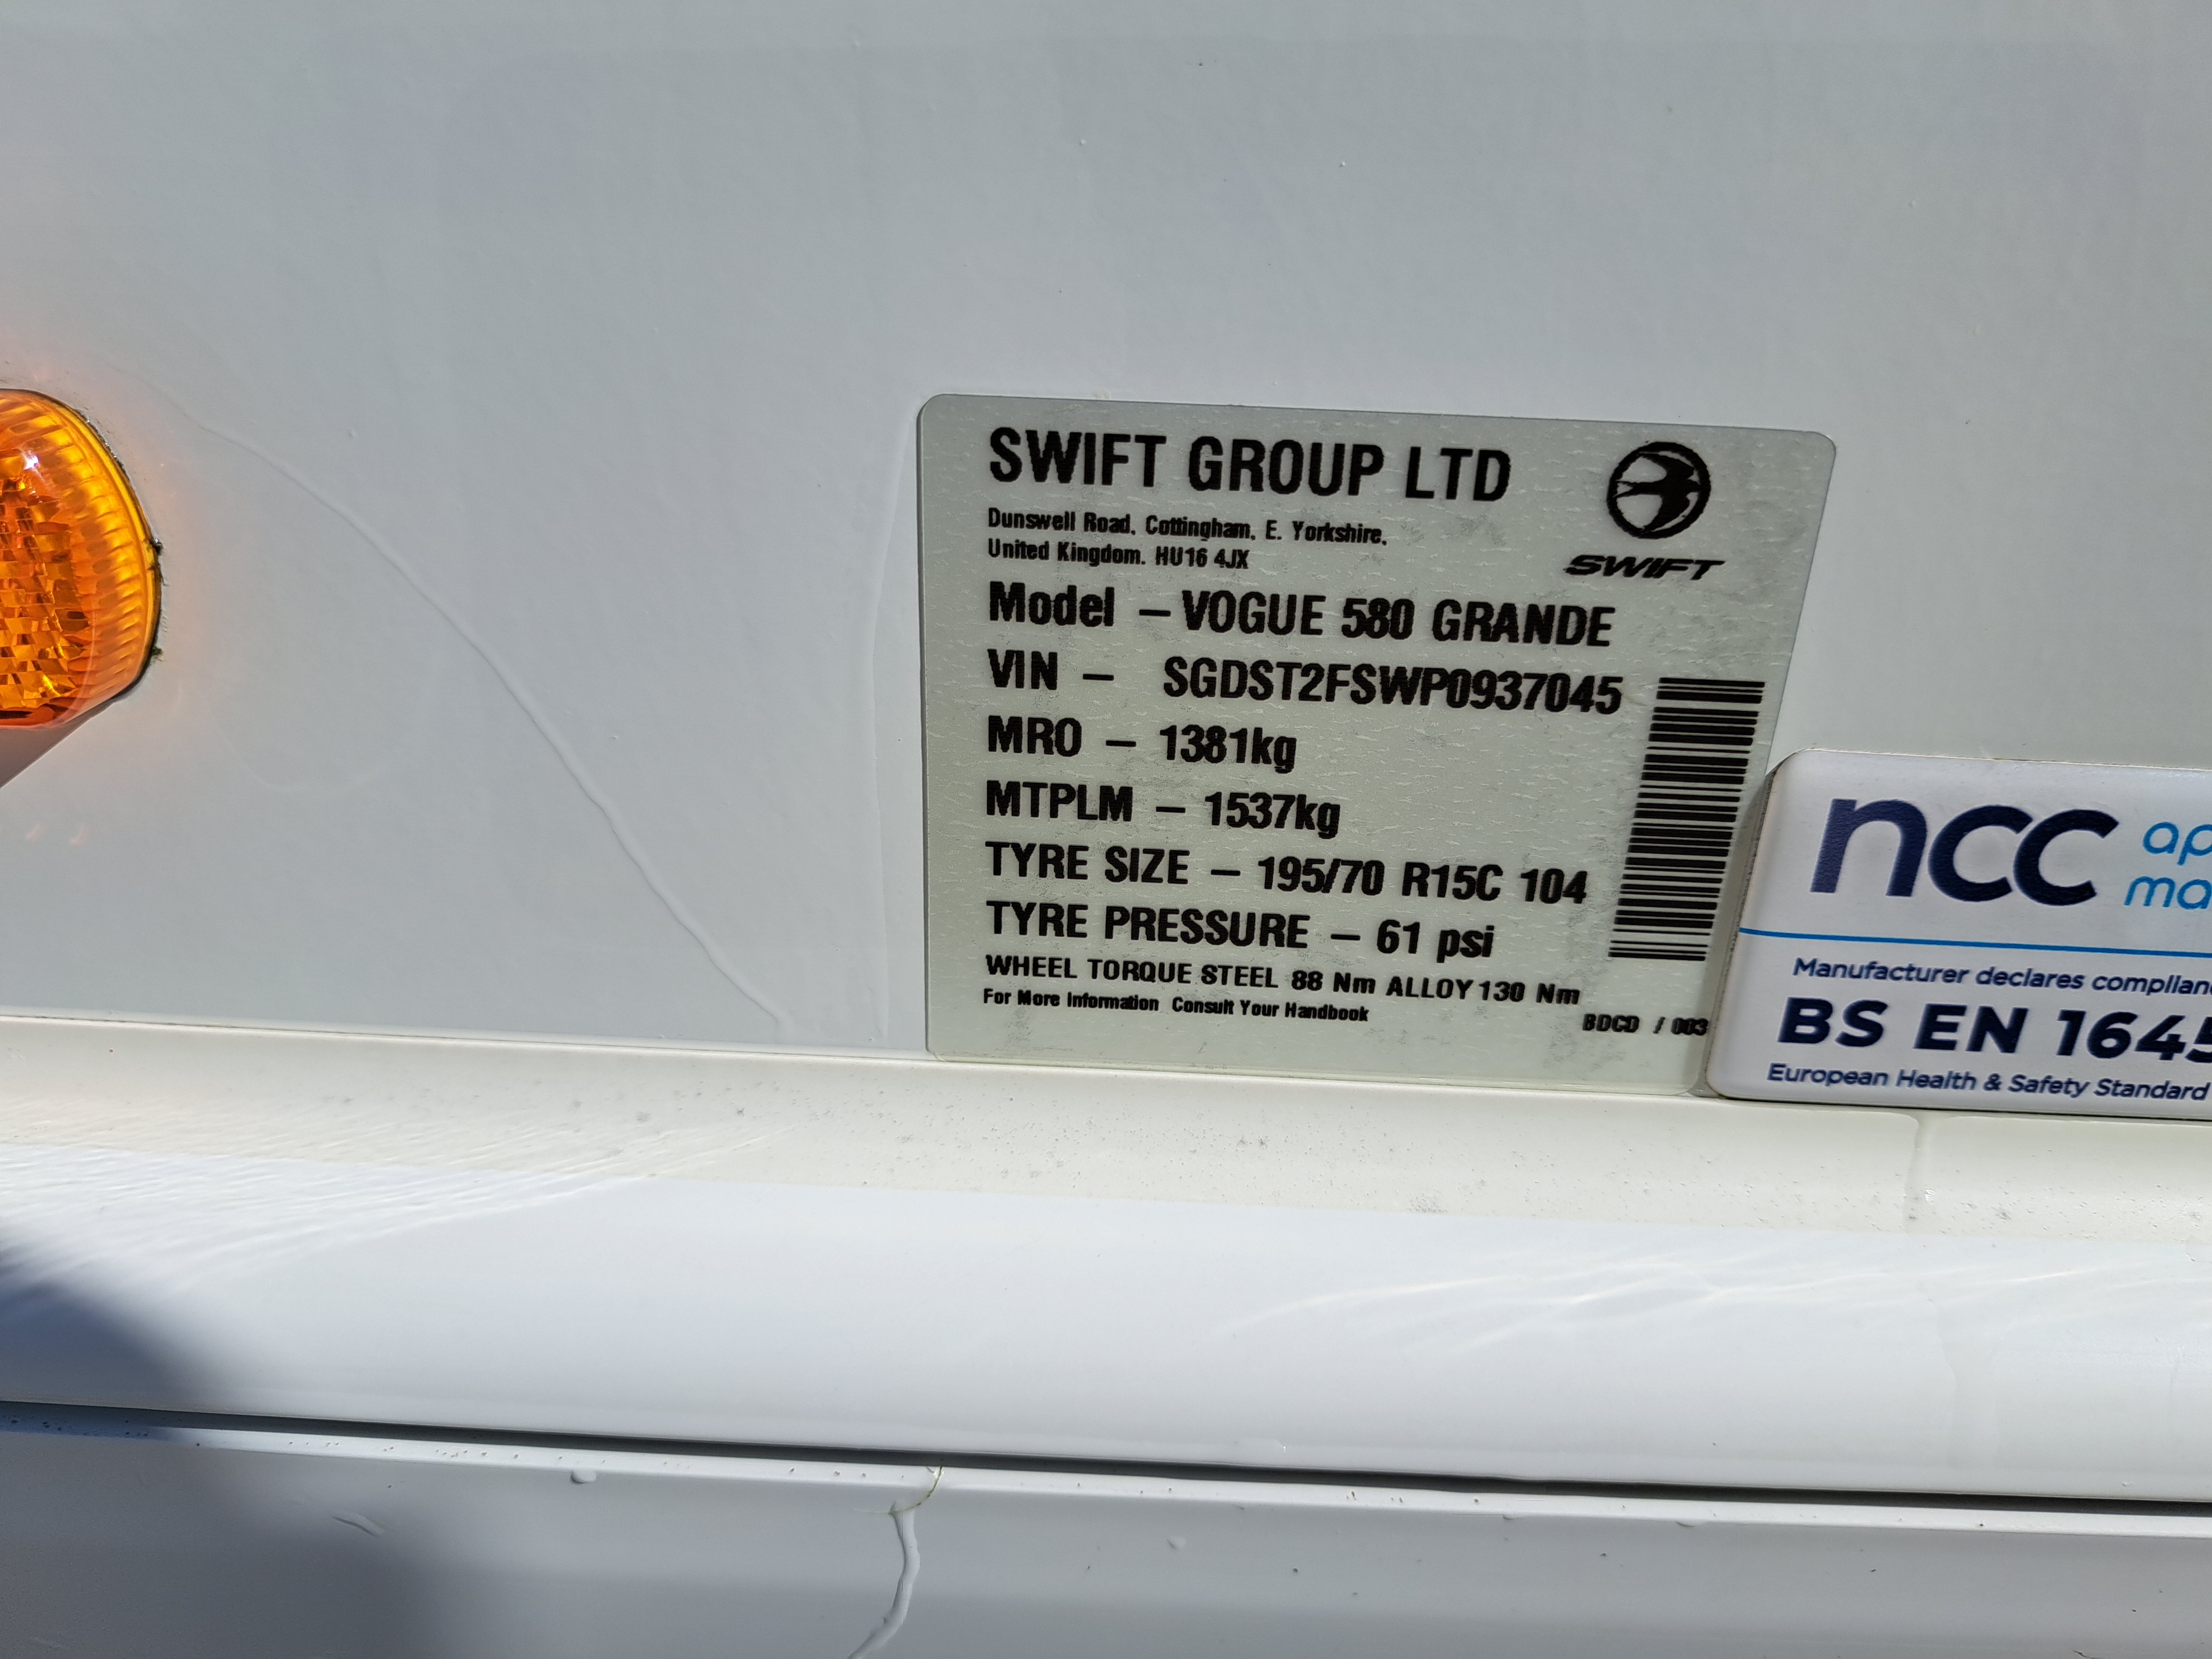 SWIFT GROUP LTD
Dunswell Road, Cottingham, E. Yorkshire,
United Kingdom. HU16 4JX
SWIFT
Model – VOGUE 580 GRANDE
VIN – SGDST2FSWP0937045
MRO – 1381kg
MTPLM – 1537kg
TYRE SIZE – 195/70 R15C 104
TYRE PRESSURE – 61 psi
WHEEL TORQUE STEEL 88 Nm ALLOY 130 Nm
For More Information Consult Your Handbook
BDCD / 003
ncc
Manufacturer declares
BS EN 1645
European Health & Safety Standard